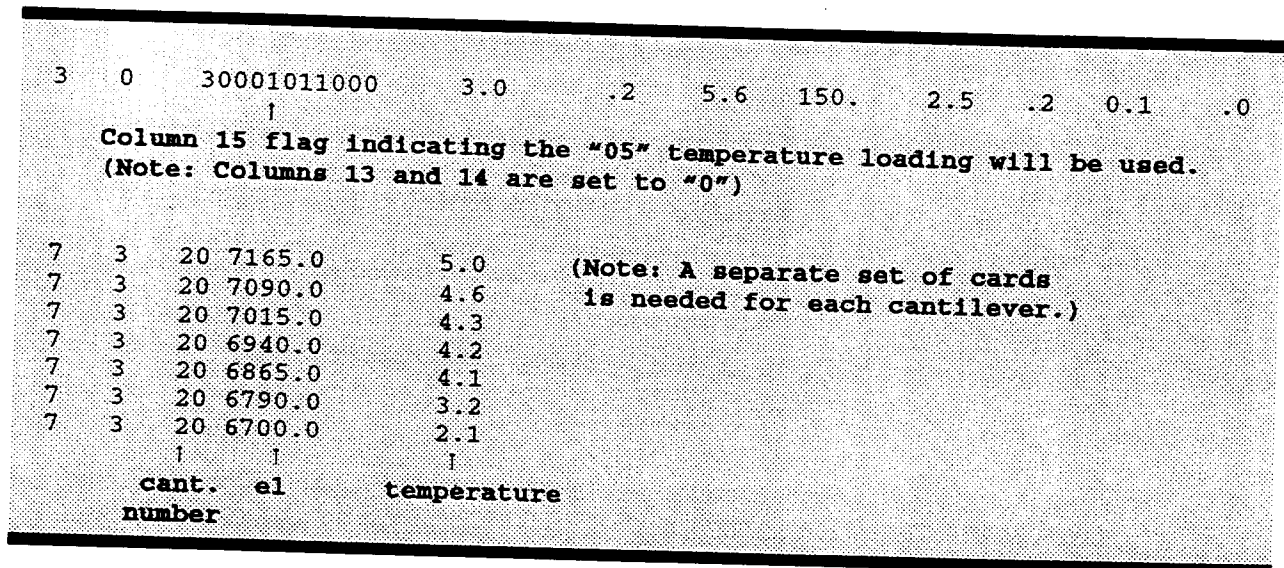 3 0 30001011000 3.0 .2 5.6 150. 2.5 .2 0.1 .0
↑
Column 15 flag indicating the "05" temperature loading will be used.
(Note: Columns 13 and 14 are set to "0")
7 3 20 7165.0 5.0 (Note: A separate set of cards
7 3 20 7090.0 4.6 is needed for each cantilever.)
7 3 20 7015.0 4.3
7 3 20 6940.0 4.2
7 3 20 6865.0 4.1
7 3 20 6790.0 3.2
7 3 20 6700.0 2.1
↑ ↑ ↑
cant. el temperature
number